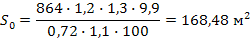 S₀ = (864 · 1,2 · 1,3 · 9,9) / (0,72 · 1,1 · 100) = 168,48 м²